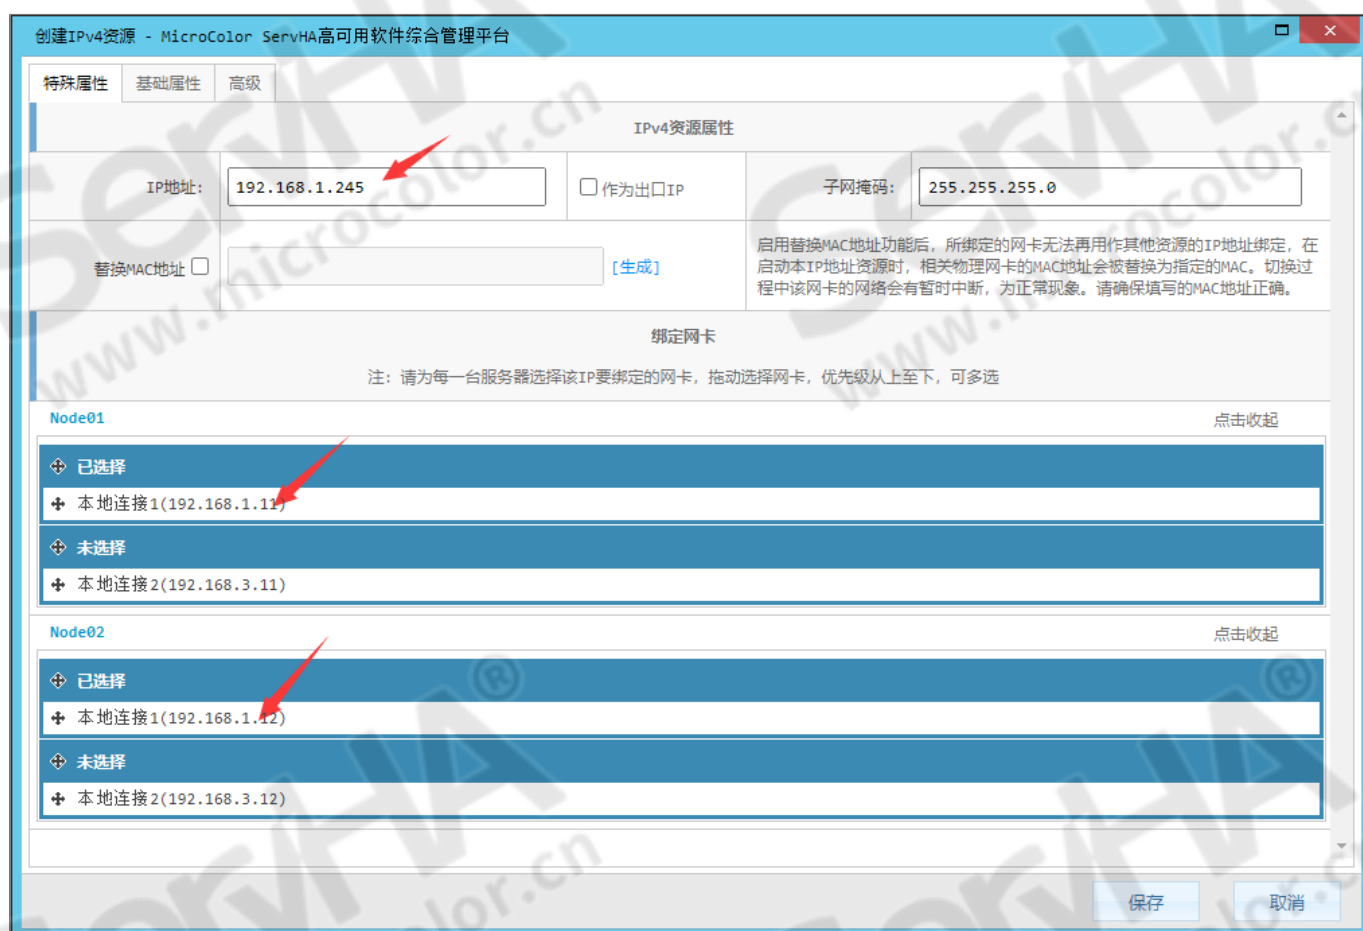 创建IPv4资源 - MicroColor ServHA高可用软件综合管理平台
特殊属性 基础属性 高级
IPv4资源属性
IP地址: 192.168.1.245 作为出口IP 子网掩码: 255.255.255.0
替换MAC地址 [生成]
启用替换MAC地址功能后, 所绑定的网卡无法再用作其他资源的IP地址绑定, 在
启动本IP地址资源时, 相关物理网卡的MAC地址会被替换为指定的MAC。切换过
程中该网卡的网络会有暂时中断, 为正常现象。请确保填写的MAC地址正确。
绑定网卡
注: 请为每一台服务器选择该IP要绑定的网卡, 拖动选择网卡, 优先级从上至下, 可多选
Node01 点击收起
已选择
本地连接1(192.168.1.11)
未选择
本地连接2(192.168.3.11)
Node02 点击收起
已选择
本地连接1(192.168.1.12)
未选择
本地连接2(192.168.3.12)
保存 取消
ServHA®
www.microcolor.cn